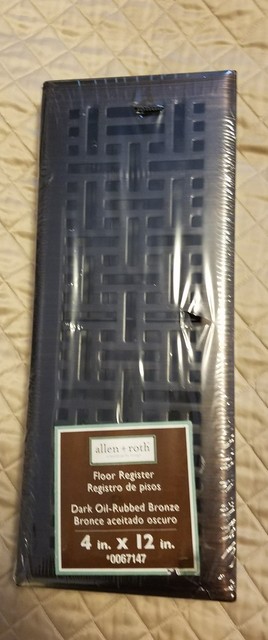 allen + roth
Floor Register
Registro de pisos
Dark Oil-Rubbed Bronze
Bronce aceitado oscuro
4 in. x 12 in.
*0067147